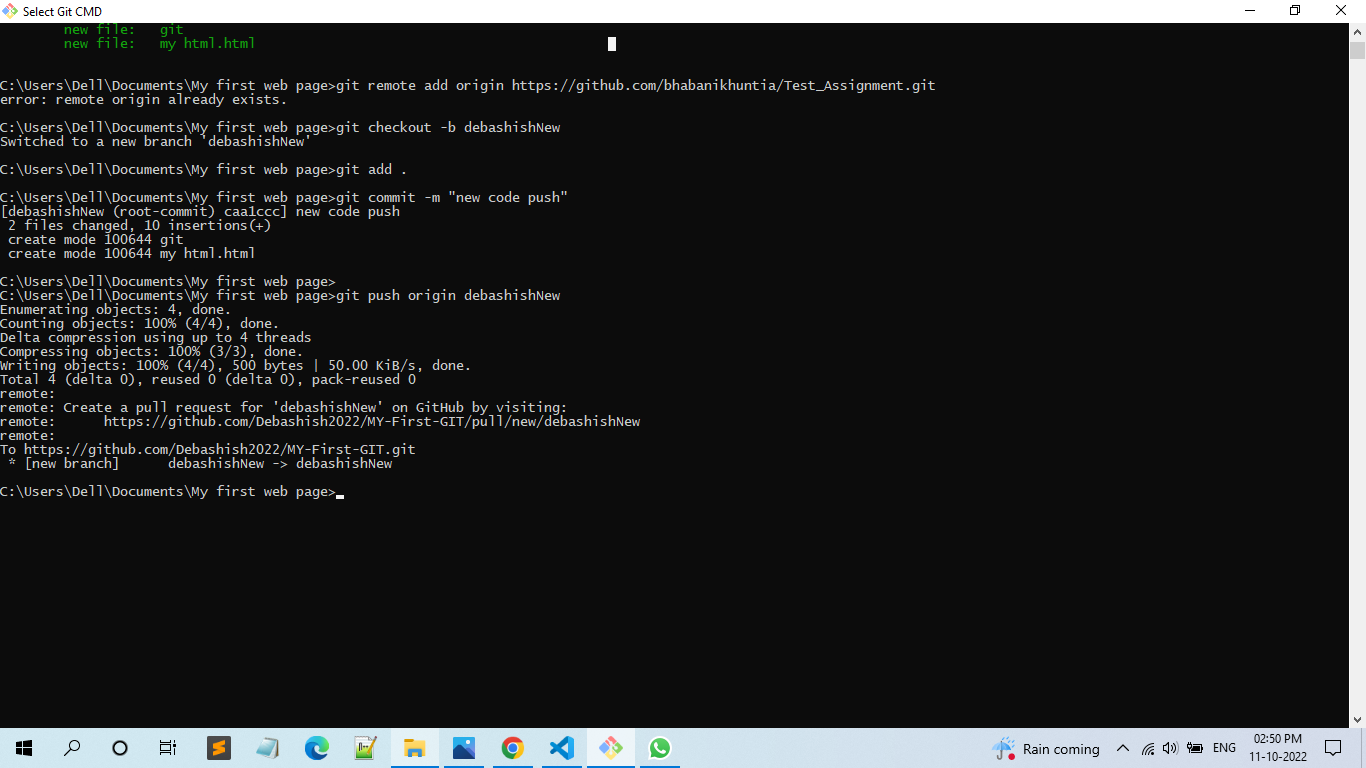 Select Git CMD
new file:   git
new file:   my html.html
C:\Users\Dell\Documents\My first web page>git remote add origin https://github.com/bhabanikhuntia/Test_Assignment.git
error: remote origin already exists.
C:\Users\Dell\Documents\My first web page>git checkout -b debashishNew
Switched to a new branch 'debashishNew'
C:\Users\Dell\Documents\My first web page>git add .
C:\Users\Dell\Documents\My first web page>git commit -m "new code push"
[debashishNew (root-commit) caa1ccc] new code push
 2 files changed, 10 insertions(+)
 create mode 100644 git
 create mode 100644 my html.html
C:\Users\Dell\Documents\My first web page>
C:\Users\Dell\Documents\My first web page>git push origin debashishNew
Enumerating objects: 4, done.
Counting objects: 100% (4/4), done.
Delta compression using up to 4 threads
Compressing objects: 100% (3/3), done.
Writing objects: 100% (4/4), 500 bytes | 50.00 KiB/s, done.
Total 4 (delta 0), reused 0 (delta 0), pack-reused 0
remote:
remote: Create a pull request for 'debashishNew' on GitHub by visiting:
remote:      https://github.com/Debashish2022/MY-First-GIT/pull/new/debashishNew
remote:
To https://github.com/Debashish2022/MY-First-GIT.git
 * [new branch]      debashishNew -> debashishNew
C:\Users\Dell\Documents\My first web page>
Rain coming
ENG
02:50 PM
11-10-2022